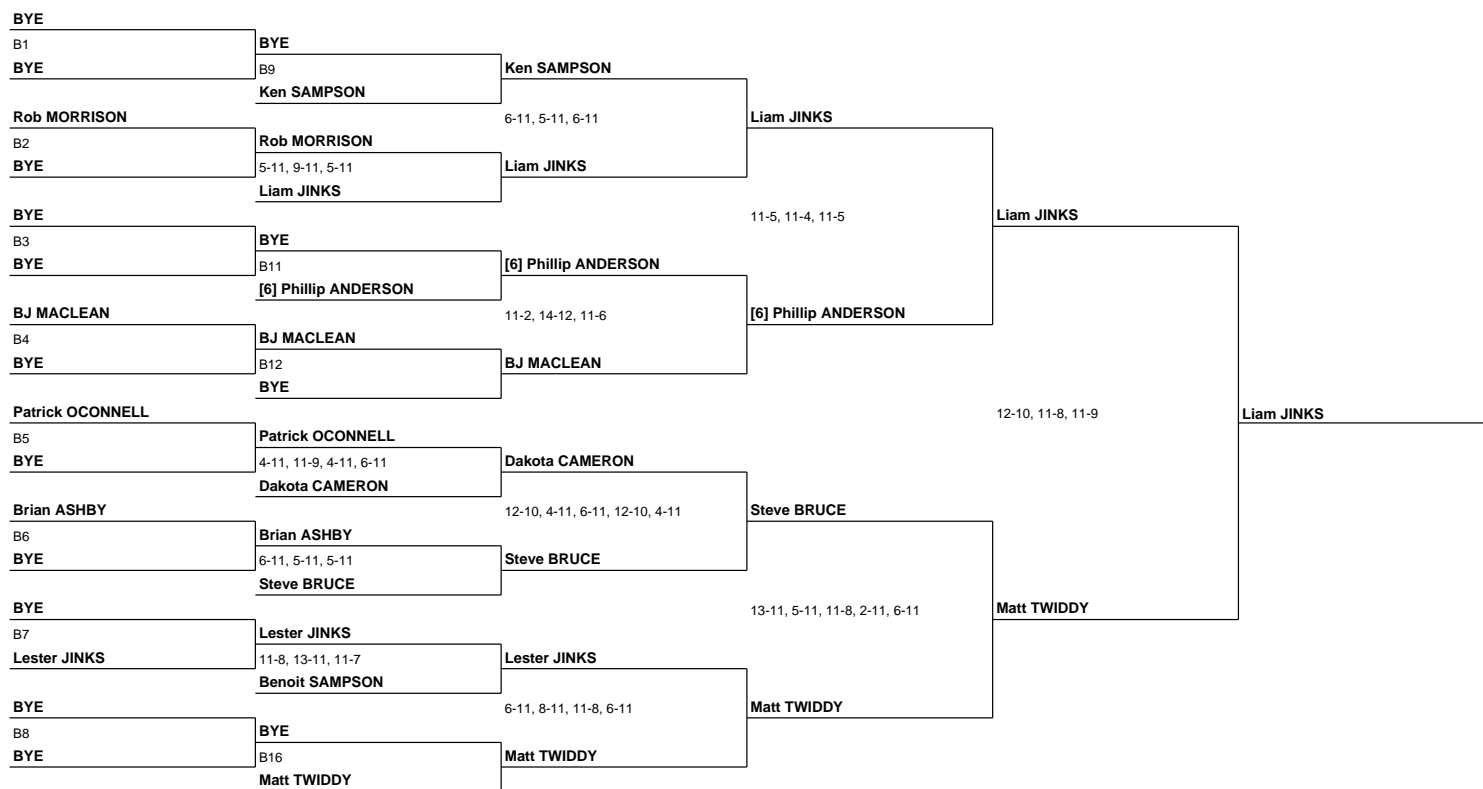 BYE
B1
BYE
BYE
B9
Ken SAMPSON
Ken SAMPSON
Rob MORRISON
B2
BYE
Rob MORRISON
5-11, 9-11, 5-11
Liam JINKS
6-11, 5-11, 6-11
Liam JINKS
Liam JINKS
BYE
B3
BYE
BYE
B11
[6] Phillip ANDERSON
[6] Phillip ANDERSON
11-5, 11-4, 11-5
Liam JINKS
BJ MACLEAN
B4
BYE
BJ MACLEAN
B12
BYE
11-2, 14-12, 11-6
BJ MACLEAN
[6] Phillip ANDERSON
Patrick OCONNELL
B5
BYE
Patrick OCONNELL
4-11, 11-9, 4-11, 6-11
Dakota CAMERON
Dakota CAMERON
12-10, 11-8, 11-9
Liam JINKS
Brian ASHBY
B6
BYE
Brian ASHBY
6-11, 5-11, 5-11
Steve BRUCE
12-10, 4-11, 6-11, 12-10, 4-11
Steve BRUCE
Steve BRUCE
BYE
B7
Lester JINKS
Lester JINKS
11-8, 13-11, 11-7
Benoit SAMPSON
Lester JINKS
13-11, 5-11, 11-8, 2-11, 6-11
Matt TWIDDY
BYE
B8
BYE
BYE
B16
Matt TWIDDY
6-11, 8-11, 11-8, 6-11
Matt TWIDDY
Matt TWIDDY